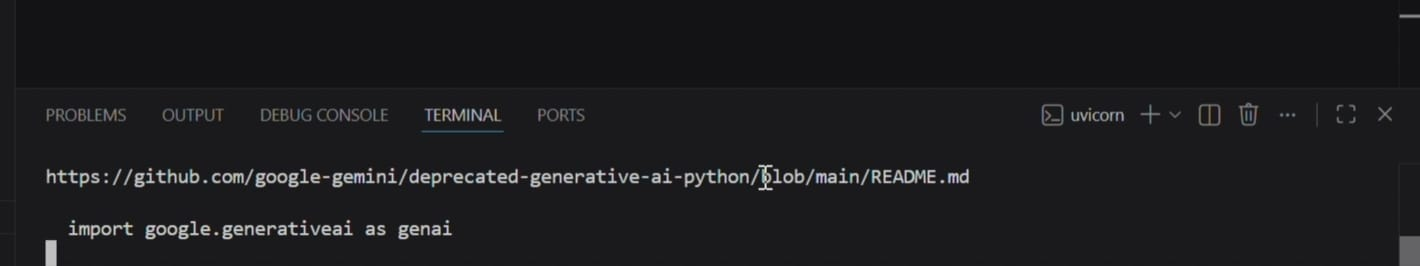 PROBLEMS OUTPUT DEBUG CONSOLE TERMINAL PORTS uvicorn
https://github.com/google-gemini/deprecated-generative-ai-python/blob/main/README.md
import google.generativeai as genai